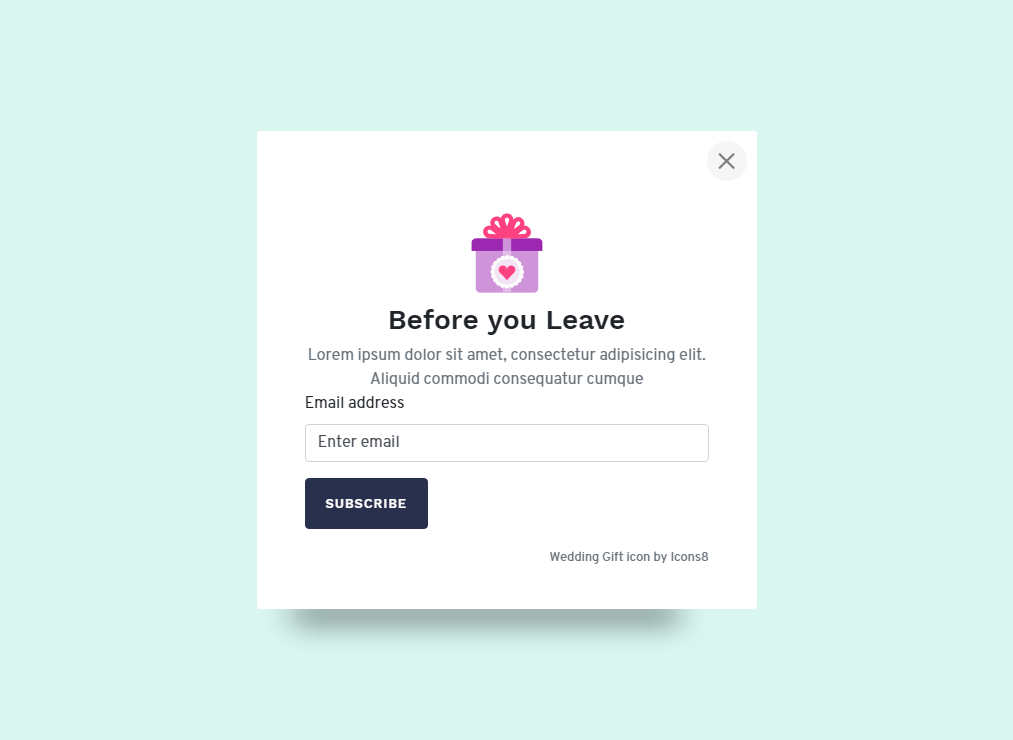 Before you Leave
Lorem ipsum dolor sit amet, consectetur adipisicing elit.
Aliquid commodi consequatur cumque
Email address
Enter email
SUBSCRIBE
Wedding Gift icon by Icons8